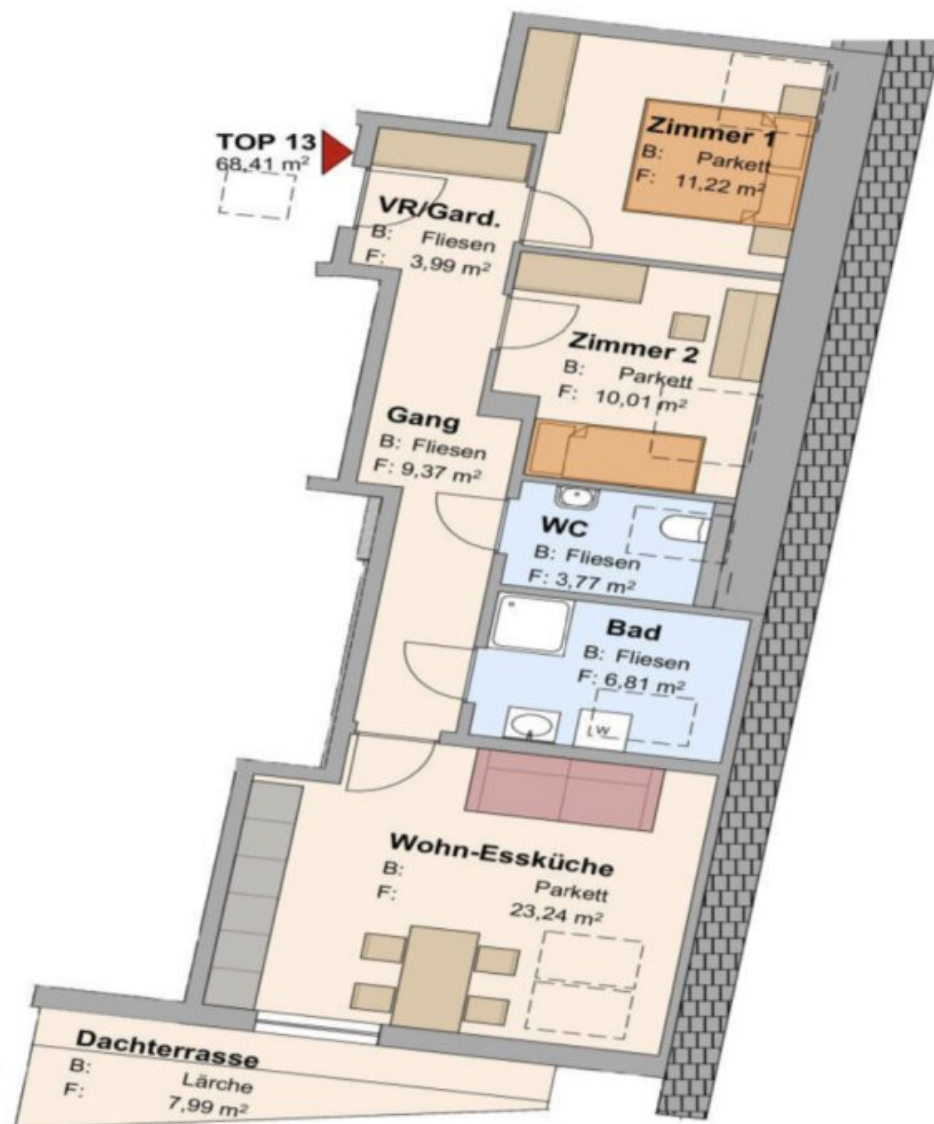 TOP 13
68,41 m²
Zimmer 1
B: Parkett
F: 11,22 m²
VR/Gard.
B: Fliesen
F: 3,99 m²
Zimmer 2
B: Parkett
F: 10,01 m²
Gang
B: Fliesen
F: 9,37 m²
WC
B: Fliesen
F: 3,77 m²
Bad
B: Fliesen
F: 6,81 m²
W
Wohn-Essküche
B: Parkett
F: 23,24 m²
Dachterrasse
B: Lärche
F: 7,99 m²